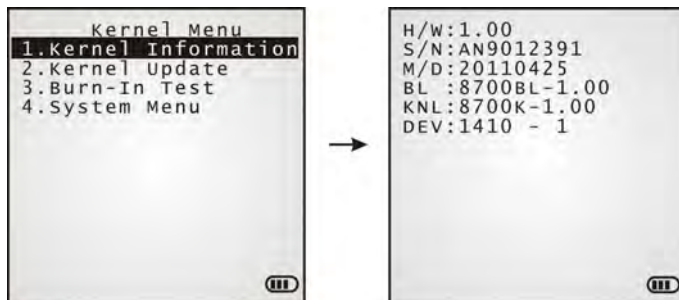 Kernel Menu
1.Kernel Information
2.Kernel Update
3.Burn-In Test
4.System Menu
H/W:1.00
S/N:AN9012391
M/D:20110425
BL :8700BL-1.00
KNL:8700K-1.00
DEV:1410 - 1